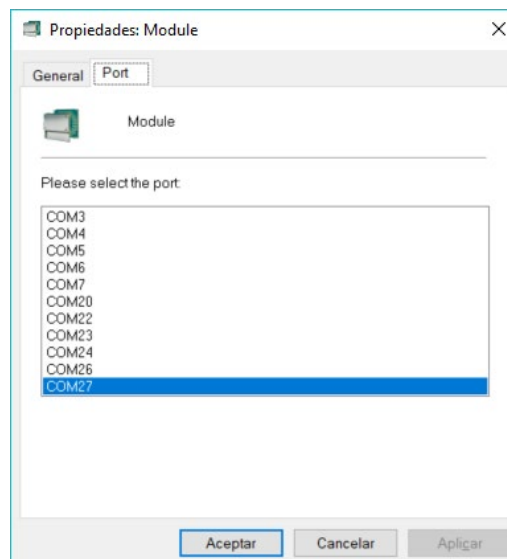 Propiedades: Module
General Port
Module
Please select the port:
COM3
COM4
COM5
COM6
COM7
COM20
COM22
COM23
COM24
COM26
COM27
Aceptar Cancelar Aplicar